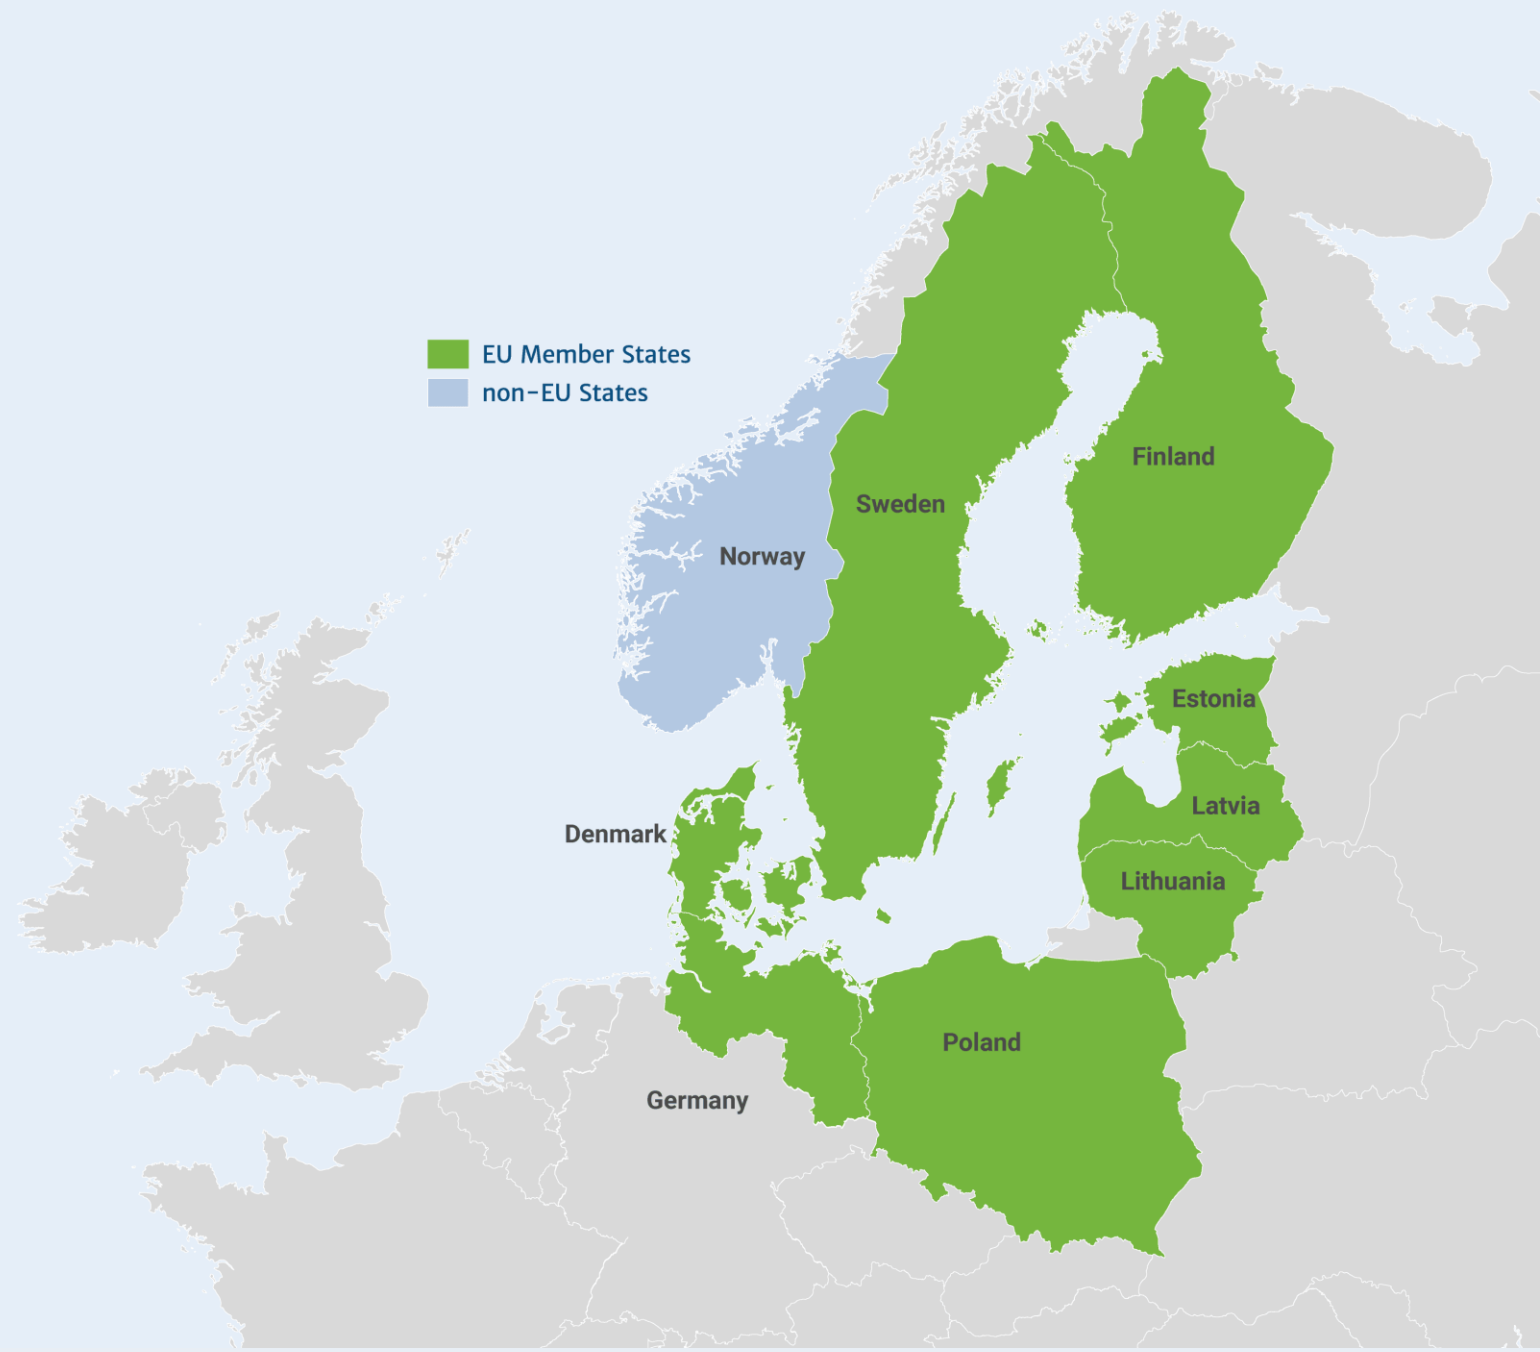 EU Member States
non-EU States
Finland
Sweden
Norway
Estonia
Latvia
Denmark
Lithuania
Poland
Germany